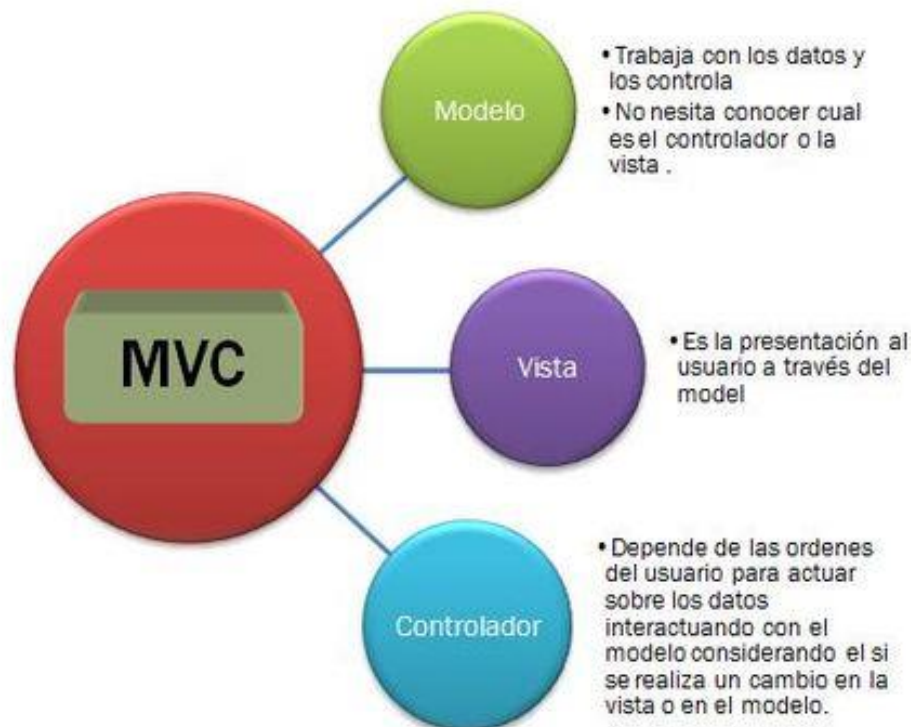 Modelo
• Trabaja con los datos y
los controla
• No nesita conocer cual
es el controlador o la
vista .
MVC
Vista
• Es la presentación al
usuario a través del
model
Controlador
• Depende de las ordenes
del usuario para actuar
sobre los datos
interactuando con el
modelo considerando el si
se realiza un cambio en la
vista o en el modelo.